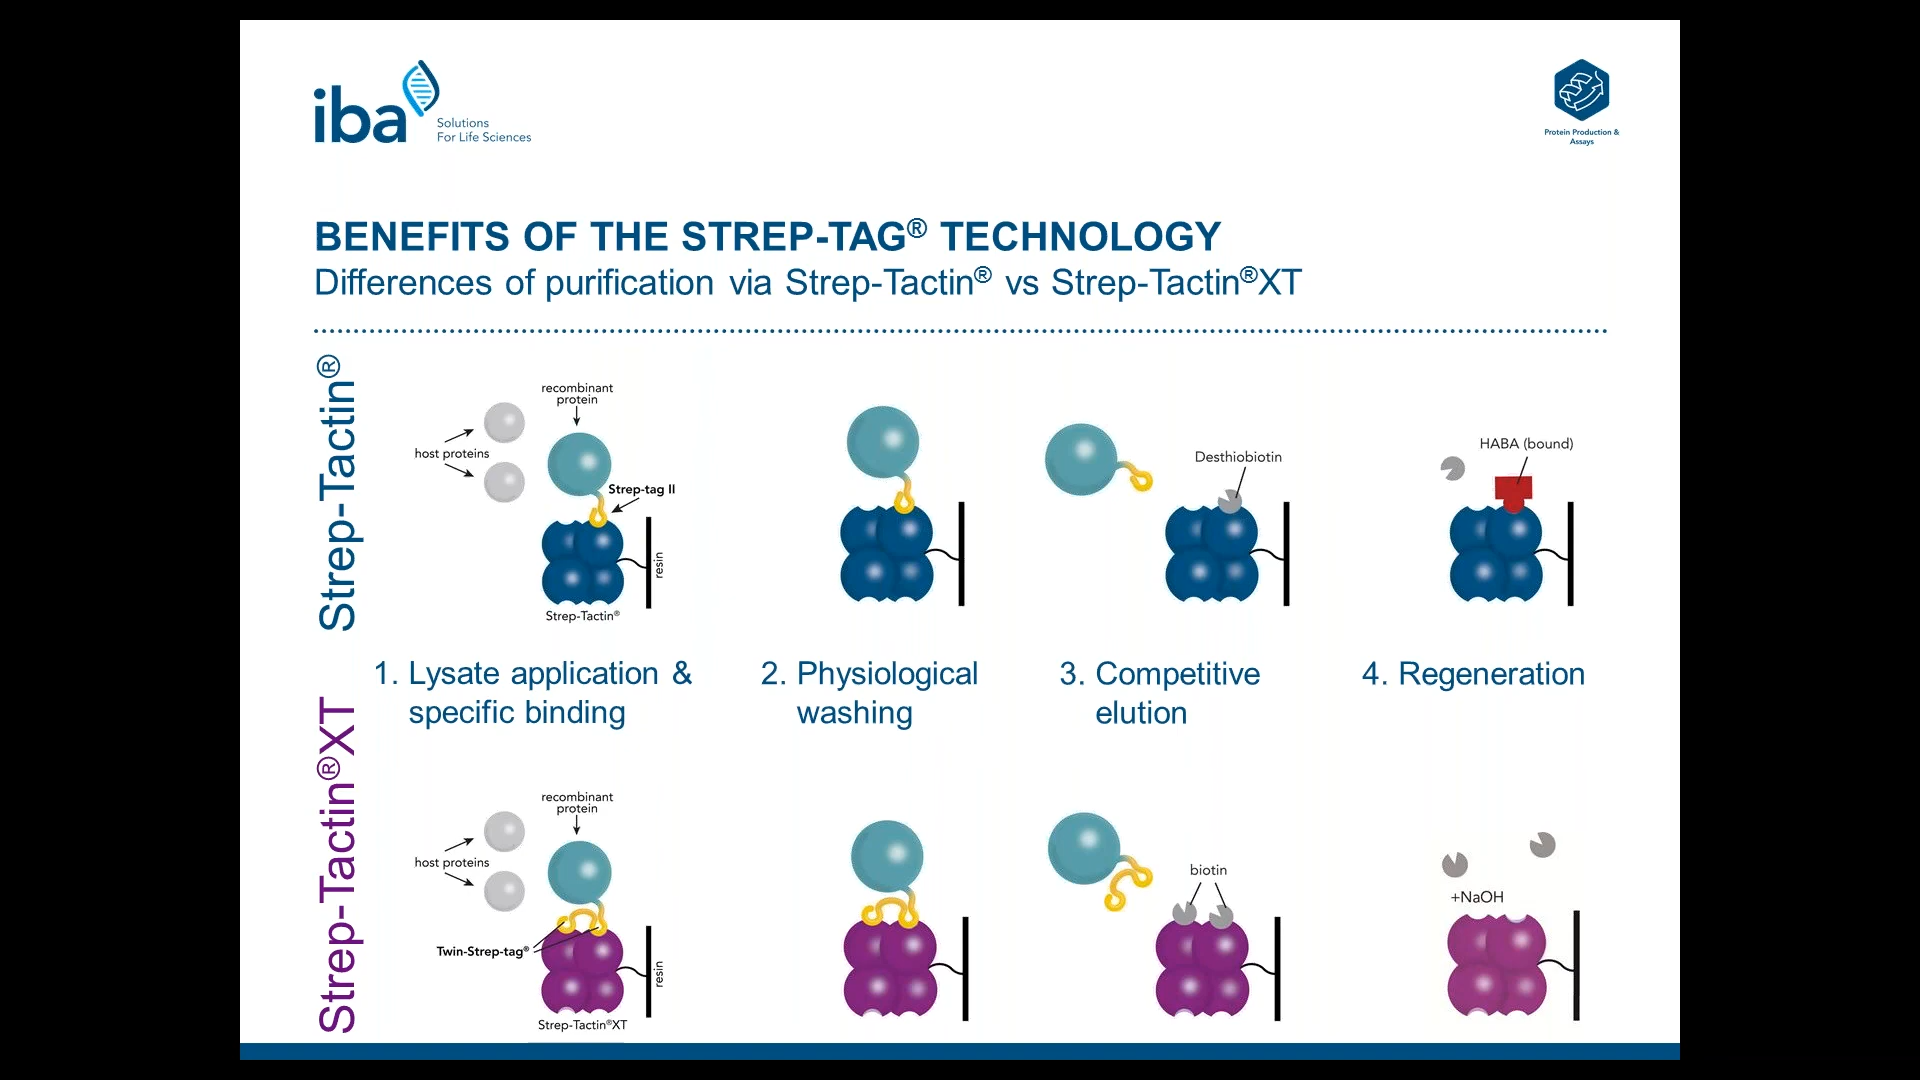 iba
Solutions
For Life Sciences
Protein Production &
Assays
BENEFITS OF THE STREP-TAG® TECHNOLOGY
Differences of purification via Strep-Tactin® vs Strep-Tactin®XT
Strep-Tactin®
recombinant
protein
host proteins
Strep-tag II
resin
Strep-Tactin®
Desthiobiotin
HABA (bound)
1. Lysate application &
specific binding
2. Physiological
washing
3. Competitive
elution
4. Regeneration
Strep-Tactin®XT
recombinant
protein
host proteins
Twin-Strep-tag®
resin
Strep-Tactin®XT
biotin
+NaOH